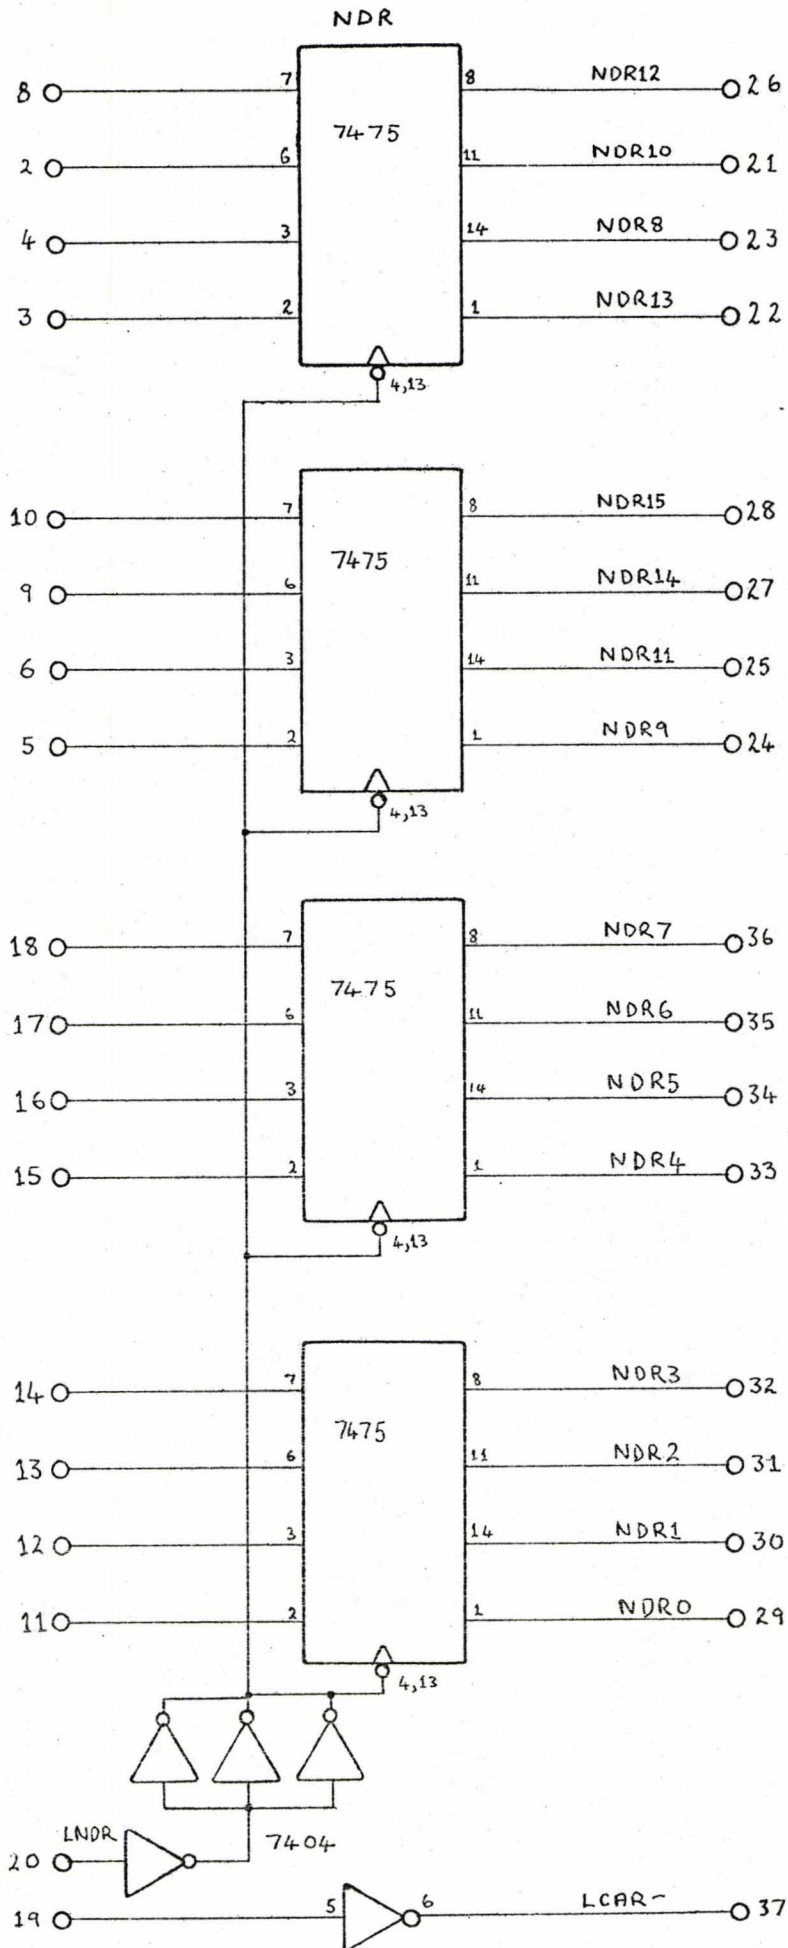 NDR
8 7 8 NDR12 26
7475
2 6 11 NDR10 21
4 3 14 NDR8 23
3 2 1 NDR13 22
4,13
10 7 8 NDR15 28
7475
9 6 11 NDR14 27
6 3 14 NDR11 25
5 2 1 NDR9 24
4,13
18 7 8 NDR7 36
7475
17 6 11 NDR6 35
16 3 14 NDR5 34
15 2 1 NDR4 33
4,13
14 7 8 NDR3 32
7475
13 6 11 NDR2 31
12 3 14 NDR1 30
11 2 1 NDR0 29
4,13
LNDR 7404
20
19 5 6 LCAR- 37